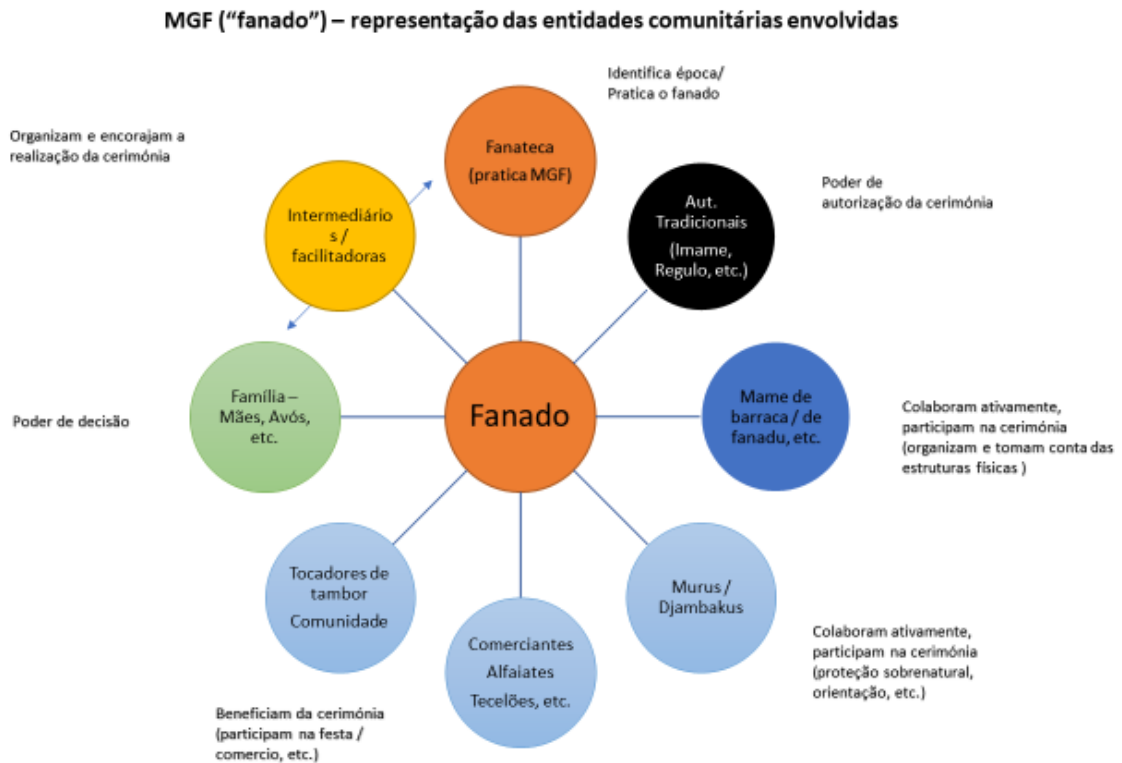 MGF (“fanado”) – representação das entidades comunitárias envolvidas
Identifica época/
Pratica o fanado
Organizam e encorajam a
realização da cerimónia
Fanateca
(pratica MGF)
Poder de
autorização da cerimónia
Aut.
Tradicionais
(Imame,
Regulo, etc.)
Intermediário
s /
facilitadoras
Família –
Mães, Avós,
etc.
Fanado
Mame de
barraca / de
fanadu, etc.
Poder de decisão
Colaboram ativamente,
participam na cerimónia
(organizam e tomam conta das
estruturas físicas )
Tocadores de
tambor
Comunidade
Murus /
Djambakus
Comerciantes
Alfaiates
Tecelões, etc.
Colaboram ativamente,
participam na cerimónia
(proteção sobrenatural,
orientação, etc.)
Beneficiam da cerimónia
(participam na festa /
comercio, etc.)